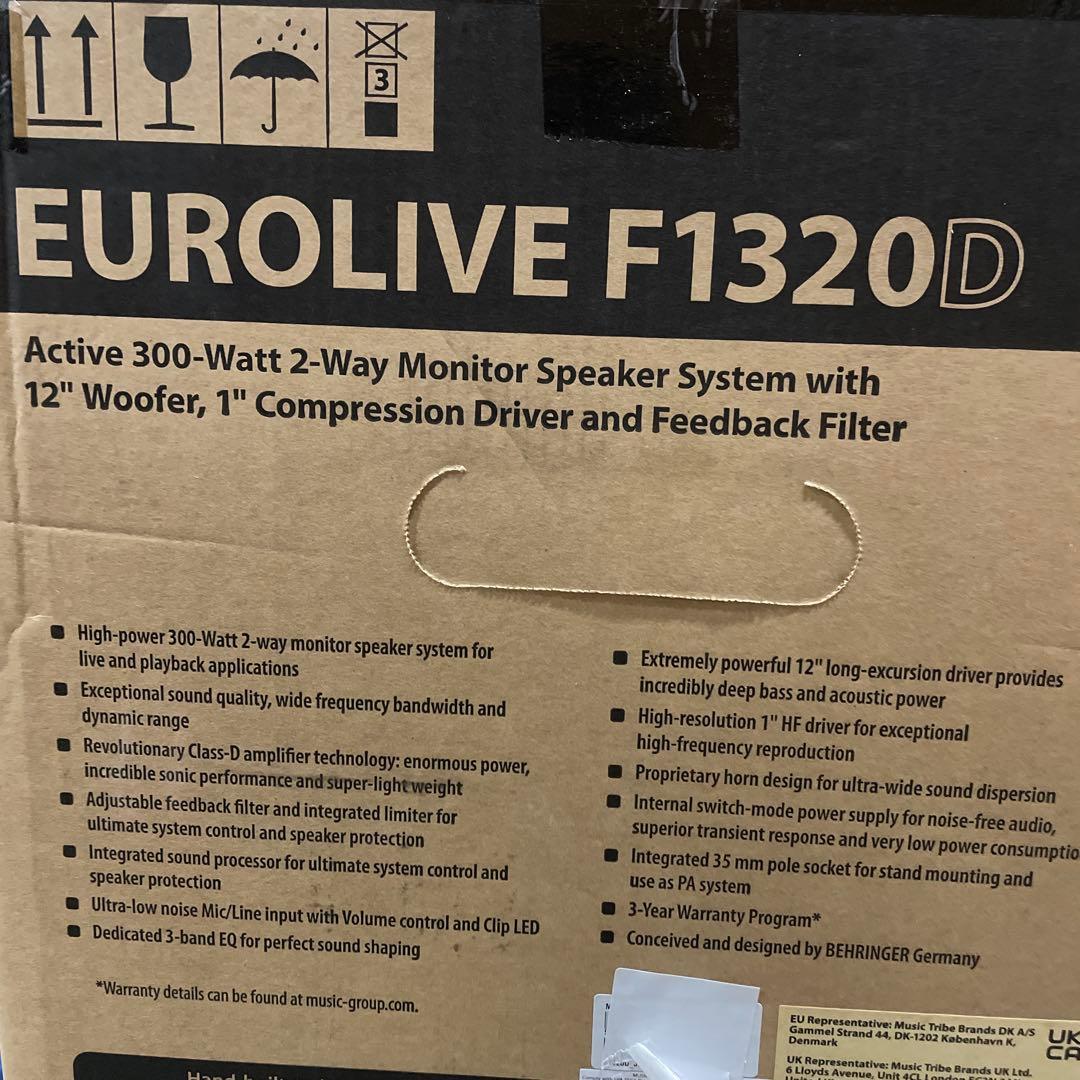 3
EUROLIVE F1320D
Active 300-Watt 2-Way Monitor Speaker System with
12" Woofer, 1" Compression Driver and Feedback Filter
■ High-power 300-Watt 2-way monitor speaker system for
live and playback applications
■ Exceptional sound quality, wide frequency bandwidth and
dynamic range
■ Revolutionary Class-D amplifier technology: enormous power,
incredible sonic performance and super-light weight
■ Adjustable feedback filter and integrated limiter for
ultimate system control and speaker protection
■ Integrated sound processor for ultimate system control and
speaker protection
■ Ultra-low noise Mic/Line input with Volume control and Clip LED
■ Dedicated 3-band EQ for perfect sound shaping
*Warranty details can be found at music-group.com.
■ Extremely powerful 12" long-excursion driver provides
incredibly deep bass and acoustic power
■ High-resolution 1" HF driver for exceptional
high-frequency reproduction
■ Proprietary horn design for ultra-wide sound dispersion
■ Internal switch-mode power supply for noise-free audio,
superior transient response and very low power consumptio
■ Integrated 35 mm pole socket for stand mounting and
use as PA system
■ 3-Year Warranty Program*
■ Conceived and designed by BEHRINGER Germany
EU Representative: Music Tribe Brands DK A/S
Gammel Strand 44, DK-1202 København K,
Denmark
UK Representative: Music Tribe Brands UK Ltd.
6 Lloyds Avenue, Unit 4CL London
UK
CA